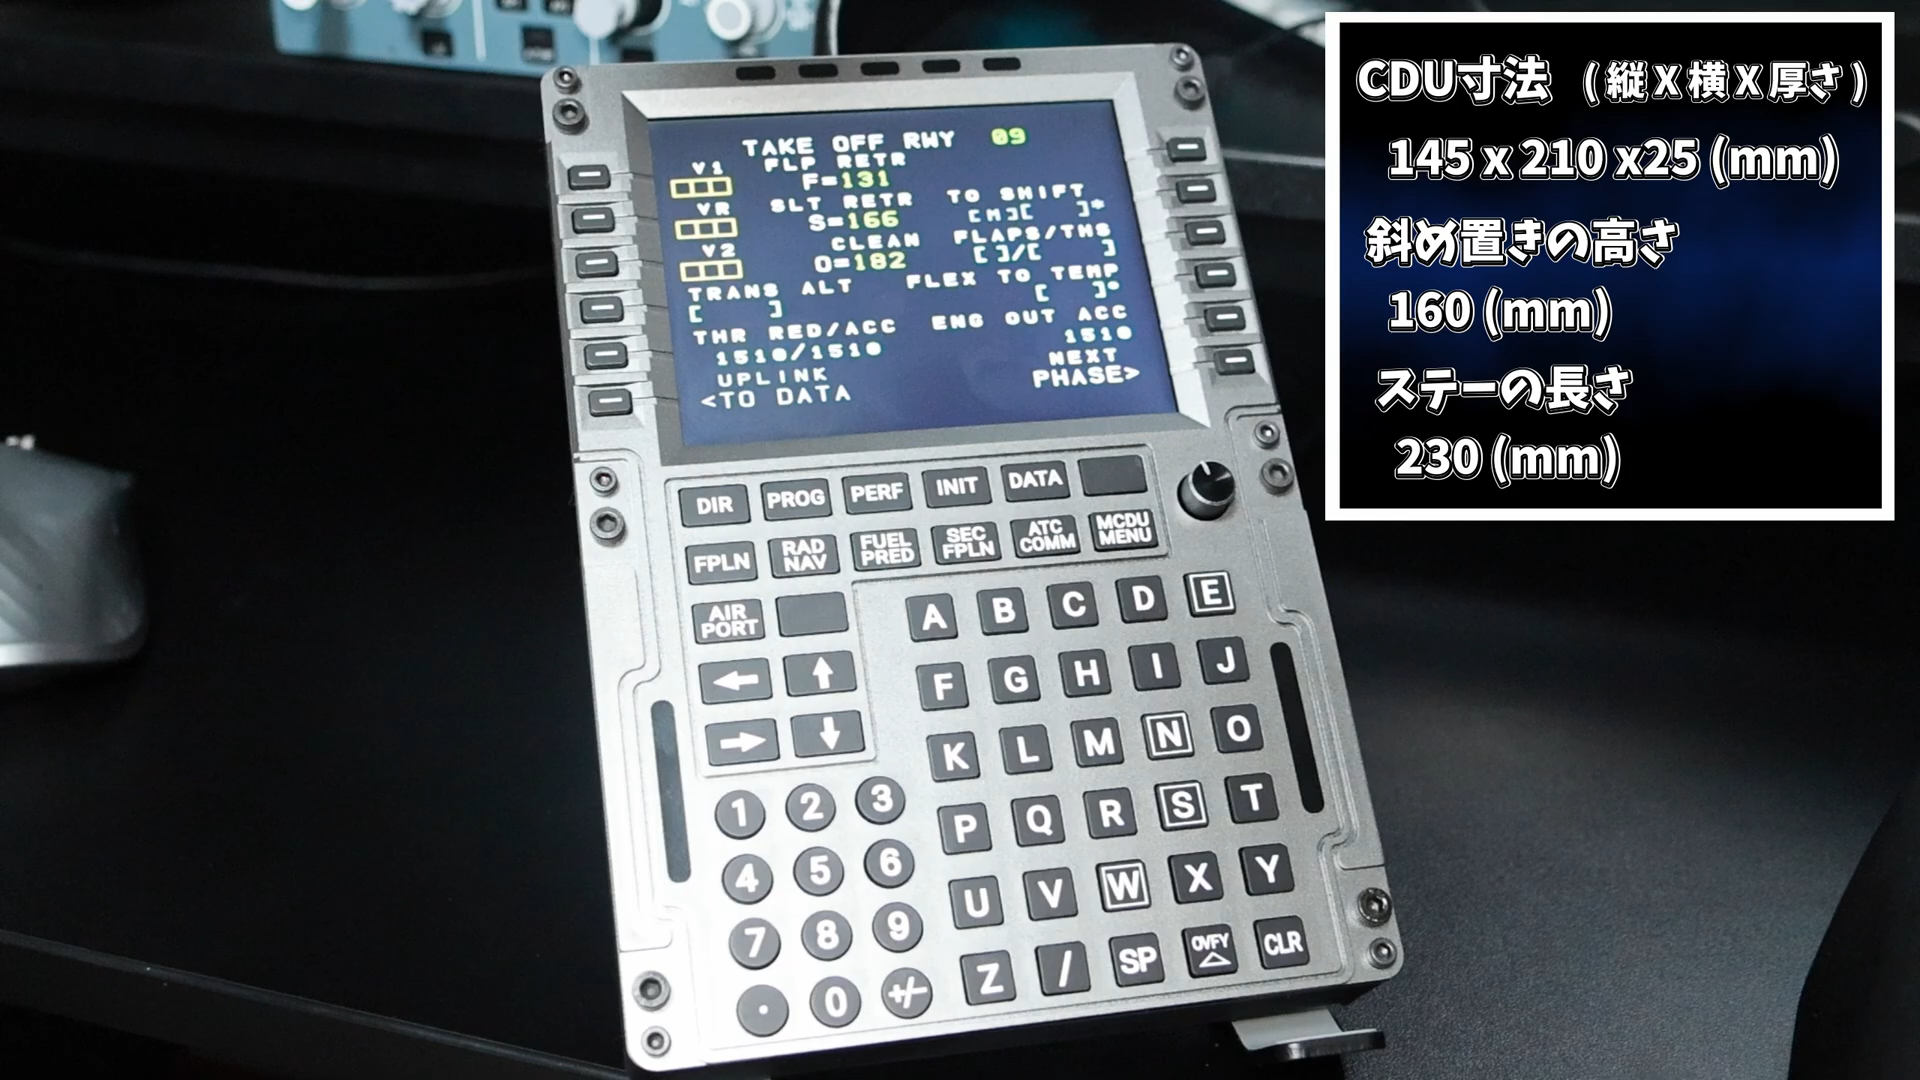 CDU寸法 (縦X横X厚さ)
145 x 210 x25 (mm)
斜め置きの高さ
160 (mm)
ステーの長さ
230 (mm)
TAKE OFF RWY 09
V1 FLP RETR
F=131
VR SLT RETR TO SHIFT
S=166 [M][ ]*
V2 CLEAN FLAPS/THS
O=182 [ ]/[ ]
TRANS ALT FLEX TO TEMP
[ ] [ ]°
THR RED/ACC ENG OUT ACC
1510/1510 1510
UPLINK NEXT
<TO DATA PHASE>
DIR PROG PERF INIT DATA
FPLN RAD NAV FUEL PRED SEC FPLN ATC COMM MCDU MENU
AIR PORT
← ↑
→ ↓
A B C D E
F G H I J
K L M N O
P Q R S T
U V W X Y
Z / SP OVFY△ CLR
1 2 3
4 5 6
7 8 9
. 0 +/-